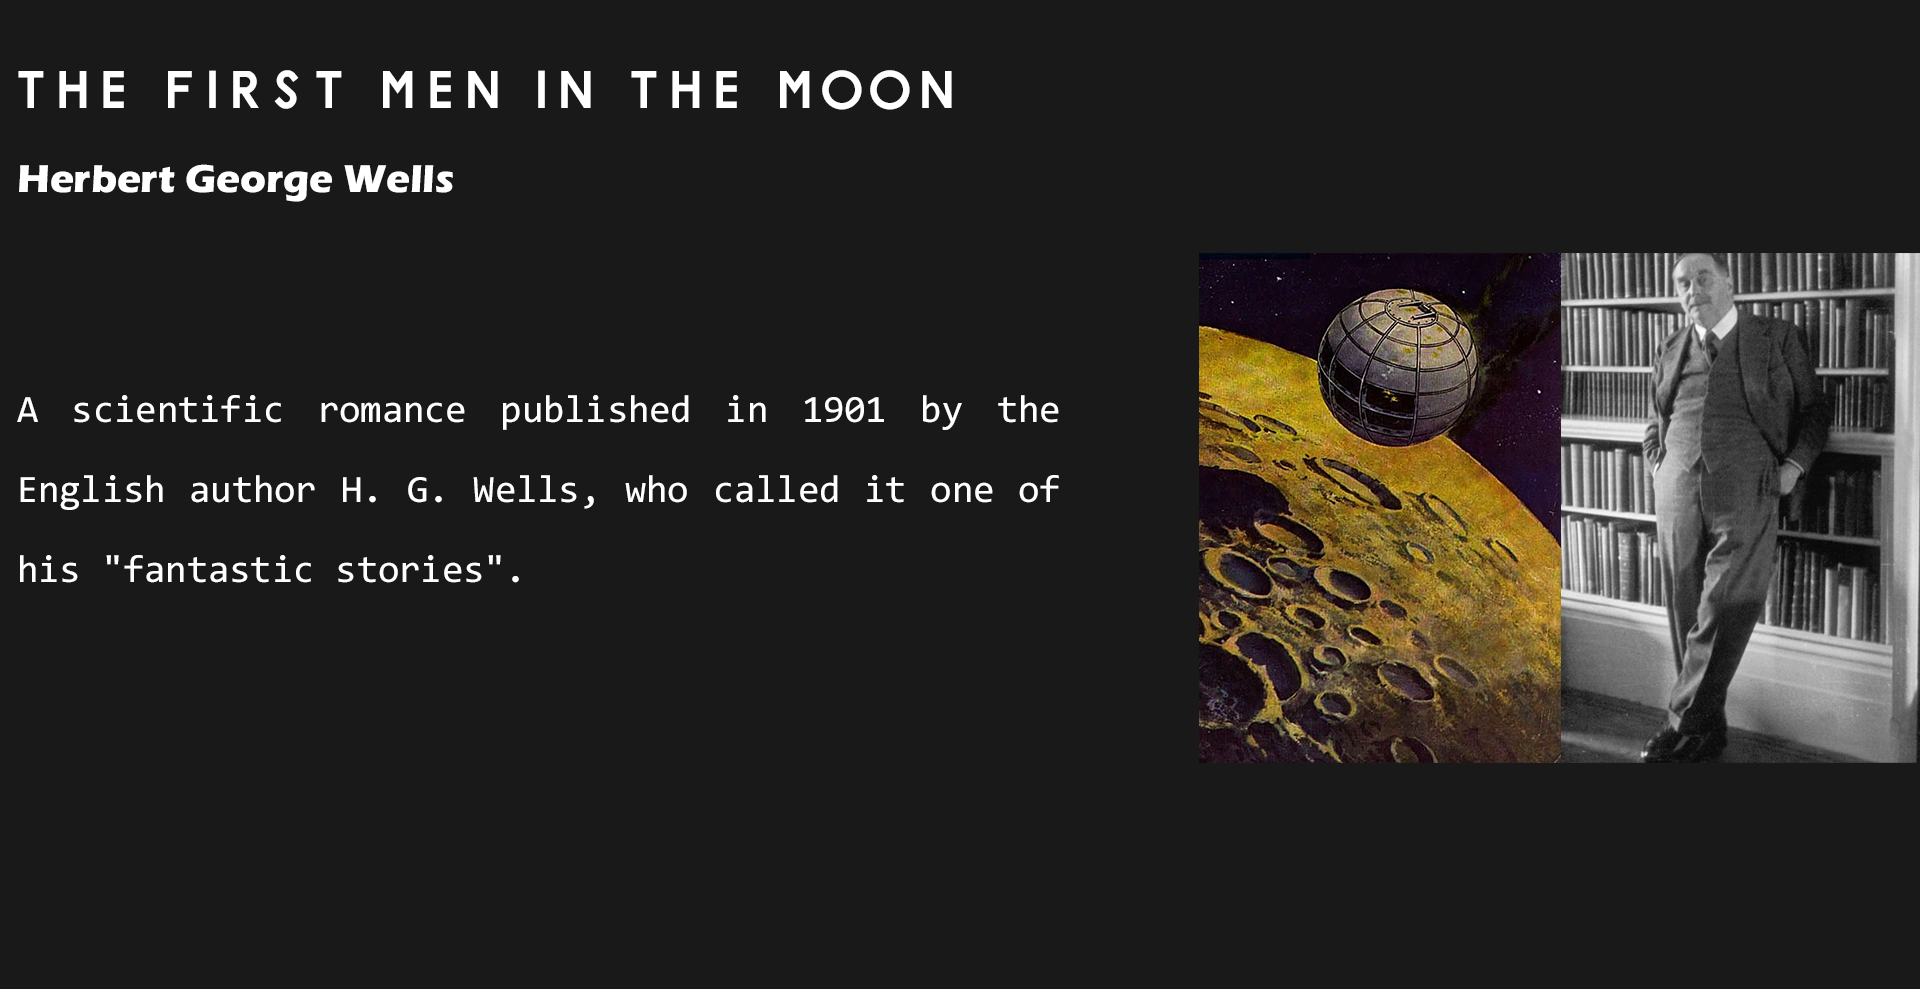 THE FIRST MEN IN THE MOON
Herbert George Wells
A scientific romance published in 1901 by the
English author H. G. Wells, who called it one of
his "fantastic stories".